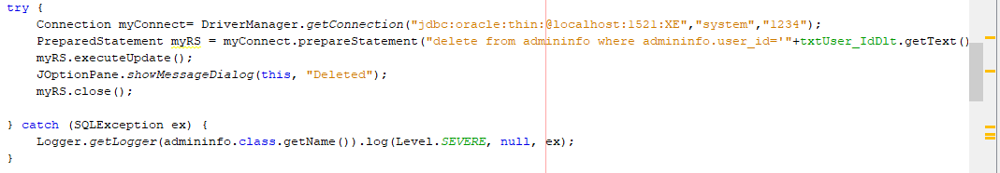 try {
    Connection myConnect= DriverManager.getConnection("jdbc:oracle:thin:@localhost:1521:XE","system","1234");
    PreparedStatement myRS = myConnect.prepareStatement("delete from admininfo where admininfo.user_id='"+txtUser_IdDlt.getText()
    myRS.executeUpdate();
    JOptionPane.showMessageDialog(this, "Deleted");
    myRS.close();
} catch (SQLException ex) {
    Logger.getLogger(admininfo.class.getName()).log(Level.SEVERE, null, ex);
}